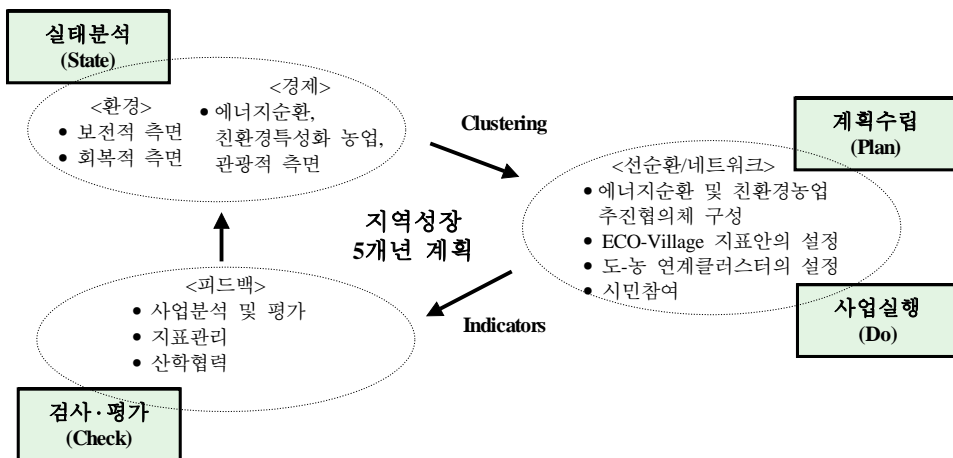 실태분석
(State)
<환경>
• 보전적 측면
• 회복적 측면
<경제>
• 에너지순환,
친환경특성화 농업,
관광적 측면
Clustering
계획수립
(Plan)
<선순환/네트워크>
• 에너지순환 및 친환경농업
추진협의체 구성
• ECO-Village 지표안의 설정
• 도-농 연계클러스터의 설정
• 시민참여
사업실행
(Do)
지역성장
5개년 계획
Indicators
<피드백>
• 사업분석 및 평가
• 지표관리
• 산학협력
검사·평가
(Check)